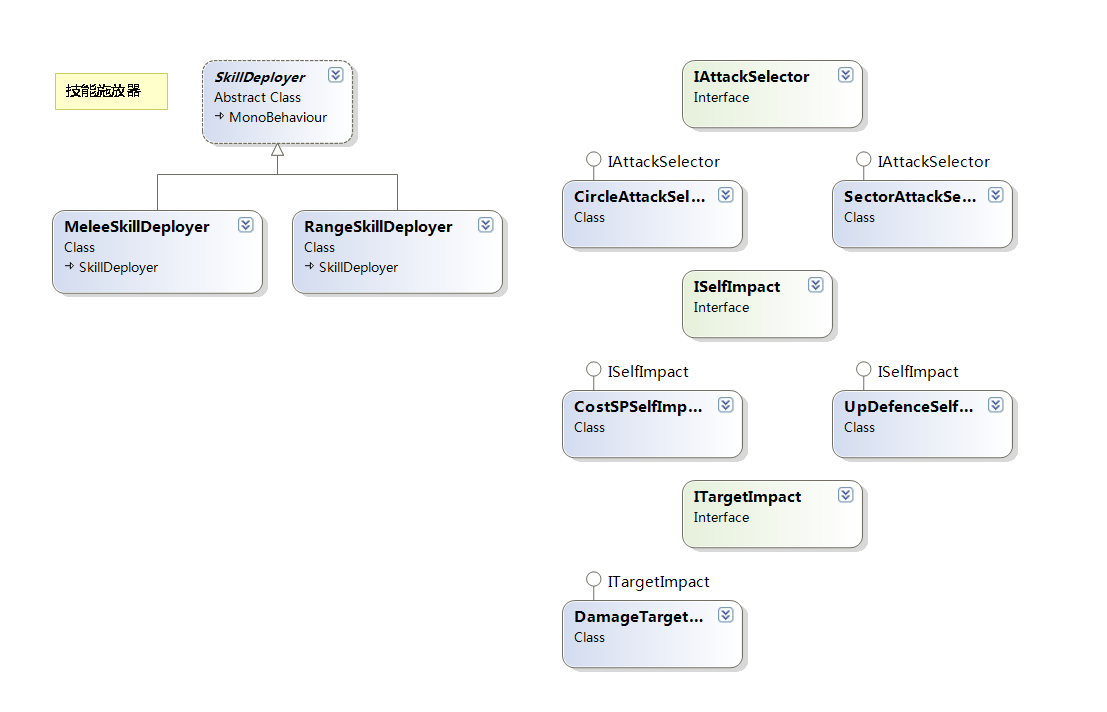 技能施放器
SkillDeployer
Abstract Class
MonoBehaviour
MeleeSkillDeployer
Class
SkillDeployer
RangeSkillDeployer
Class
SkillDeployer
IAttackSelector
Interface
IAttackSelector
CircleAttackSel...
Class
IAttackSelector
SectorAttackSe...
Class
ISelfImpact
Interface
ISelfImpact
CostSPSelfImp...
Class
ISelfImpact
UpDefenceSelf...
Class
ITargetImpact
Interface
ITargetImpact
DamageTarget...
Class